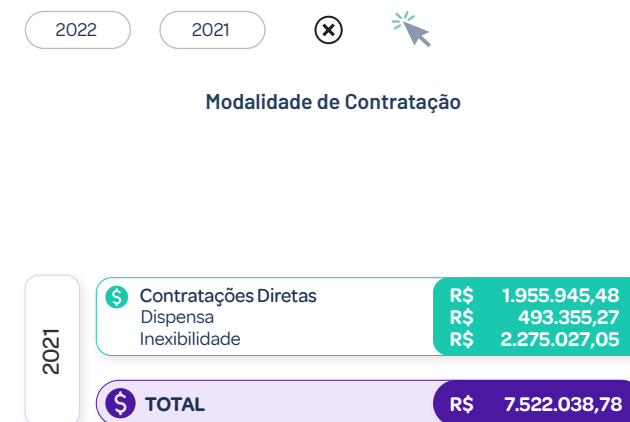 2022 2021
Modalidade de Contratação
2021
Contratações Diretas R$ 1.955.945,48
Dispensa R$ 493.355,27
Inexibilidade R$ 2.275.027,05
TOTAL R$ 7.522.038,78